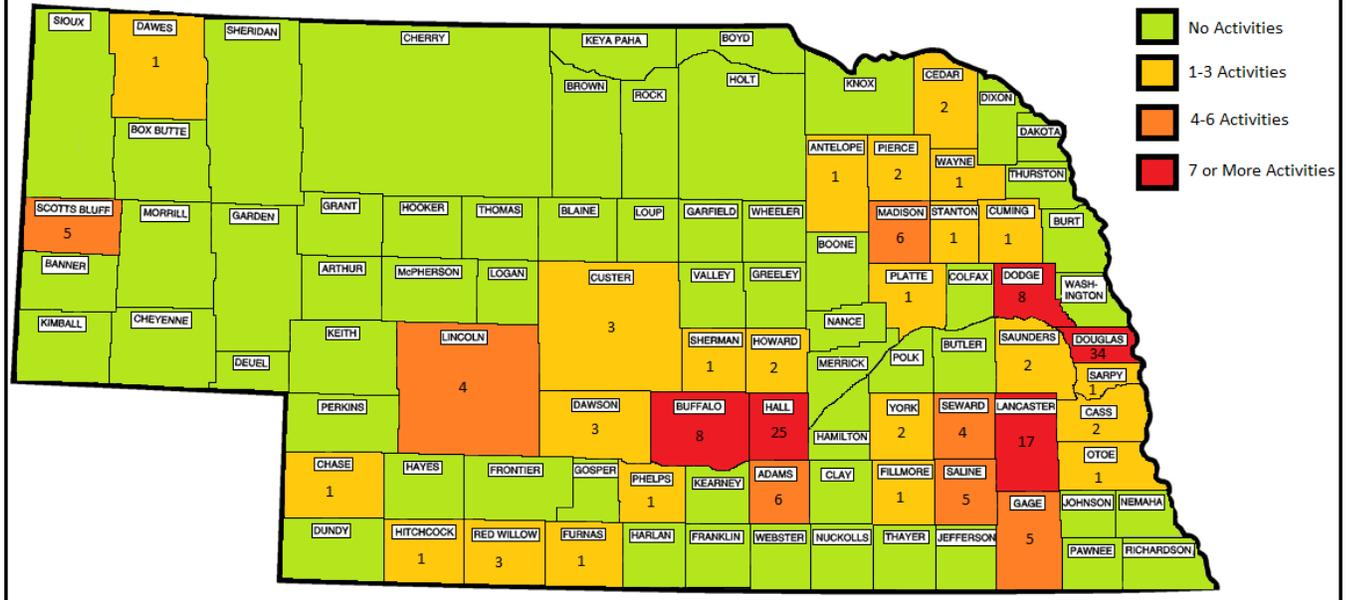 SIOUX
DAWES
1
SHERIDAN
CHERRY
KEYA PAHA
BOYD
No Activities
1-3 Activities
4-6 Activities
7 or More Activities
BOX BUTTE
BROWN
ROCK
HOLT
KNOX
CEDAR
2
DIXON
DAKOTA
ANTELOPE
1
PIERCE
2
WAYNE
1
THURSTON
SCOTTS BLUFF
5
MORRILL
GARDEN
GRANT
HOOKER
THOMAS
BLAINE
LOUP
GARFIELD
WHEELER
BOONE
MADISON
6
STANTON
1
CUMING
1
BURT
BANNER
ARTHUR
McPHERSON
LOGAN
CUSTER
3
VALLEY
GREELEY
PLATTE
1
COLFAX
DODGE
8
WASH-
INGTON
KIMBALL
CHEYENNE
DEUEL
KEITH
LINCOLN
4
SHERMAN
1
HOWARD
2
NANCE
MERRICK
POLK
BUTLER
SAUNDERS
2
DOUGLAS
34
SARPY
1
PERKINS
DAWSON
3
BUFFALO
8
HALL
25
HAMILTON
YORK
2
SEWARD
4
LANCASTER
17
CASS
2
OTOE
1
CHASE
1
HAYES
FRONTIER
GOSPER
PHELPS
1
KEARNEY
ADAMS
6
CLAY
FILLMORE
1
SALINE
5
GAGE
5
JOHNSON
NEMAHA
DUNDY
HITCHCOCK
1
RED WILLOW
3
FURNAS
1
HARLAN
FRANKLIN
WEBSTER
NUCKOLLS
THAYER
JEFFERSON
PAWNEE
RICHARDSON